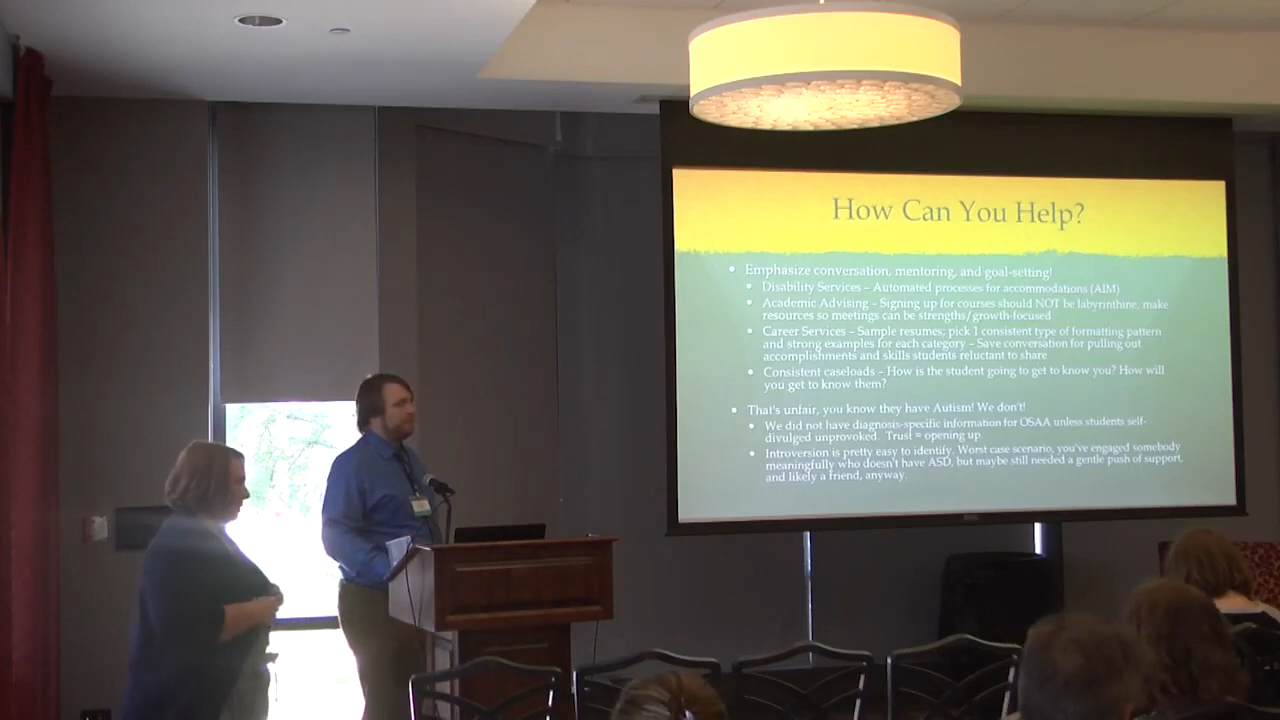 How Can You Help?
• Emphasize conversation, mentoring, and goal-setting!
• Disability Services – Automated processes for accommodations (AIM)
• Academic Advising – Signing up for courses should NOT be labyrinthine; make
resources so meetings can be strengths/growth-focused
• Career Services – Sample resumes; pick 1 consistent type of formatting pattern
and strong examples for each category – Save conversation for pulling out
accomplishments and skills students reluctant to share
• Consistent caseloads – How is the student going to get to know you? How will
you get to know them?
• That's unfair, you know they have Autism! We don't!
• We did not have diagnosis-specific information for OSAA unless students self-
divulged unprovoked. Trust = opening up.
• Introversion is pretty easy to identify. Worst case scenario, you've engaged somebody
meaningfully who doesn't have ASD, but maybe still needed a gentle push of support,
and likely a friend, anyway.